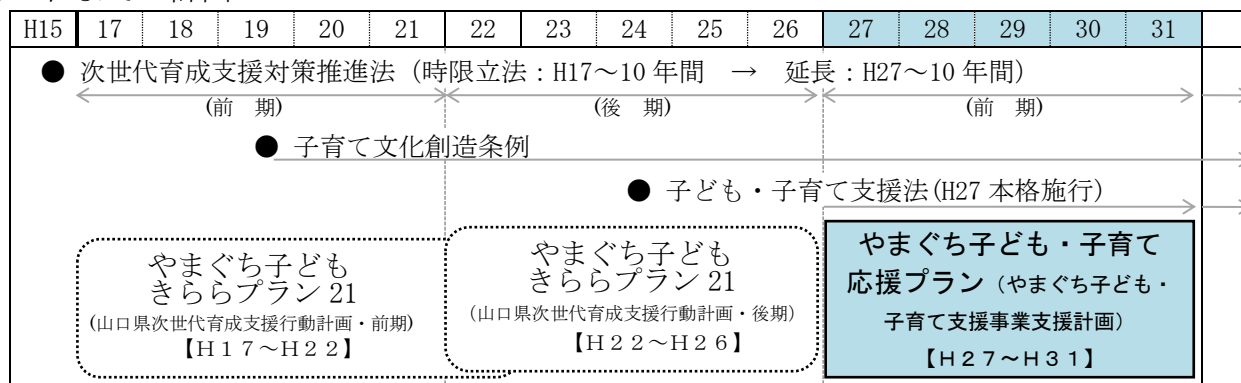 H15 17 18 19 20 21 22 23 24 25 26 27 28 29 30 31
● 次世代育成支援対策推進法（時限立法：H17～10年間 → 延長：H27～10年間）
(前 期) (後 期) (前 期)
● 子育て文化創造条例
● 子ども・子育て支援法(H27本格施行)
やまぐち子ども
きららプラン21
(山口県次世代育成支援行動計画・前期)
【Ｈ１７～Ｈ２２】
やまぐち子ども
きららプラン21
(山口県次世代育成支援行動計画・後期)
【Ｈ２２～Ｈ２６】
やまぐち子ども・子育て
応援プラン（やまぐち子ども・
子育て支援事業支援計画）
【Ｈ２７～Ｈ３１】